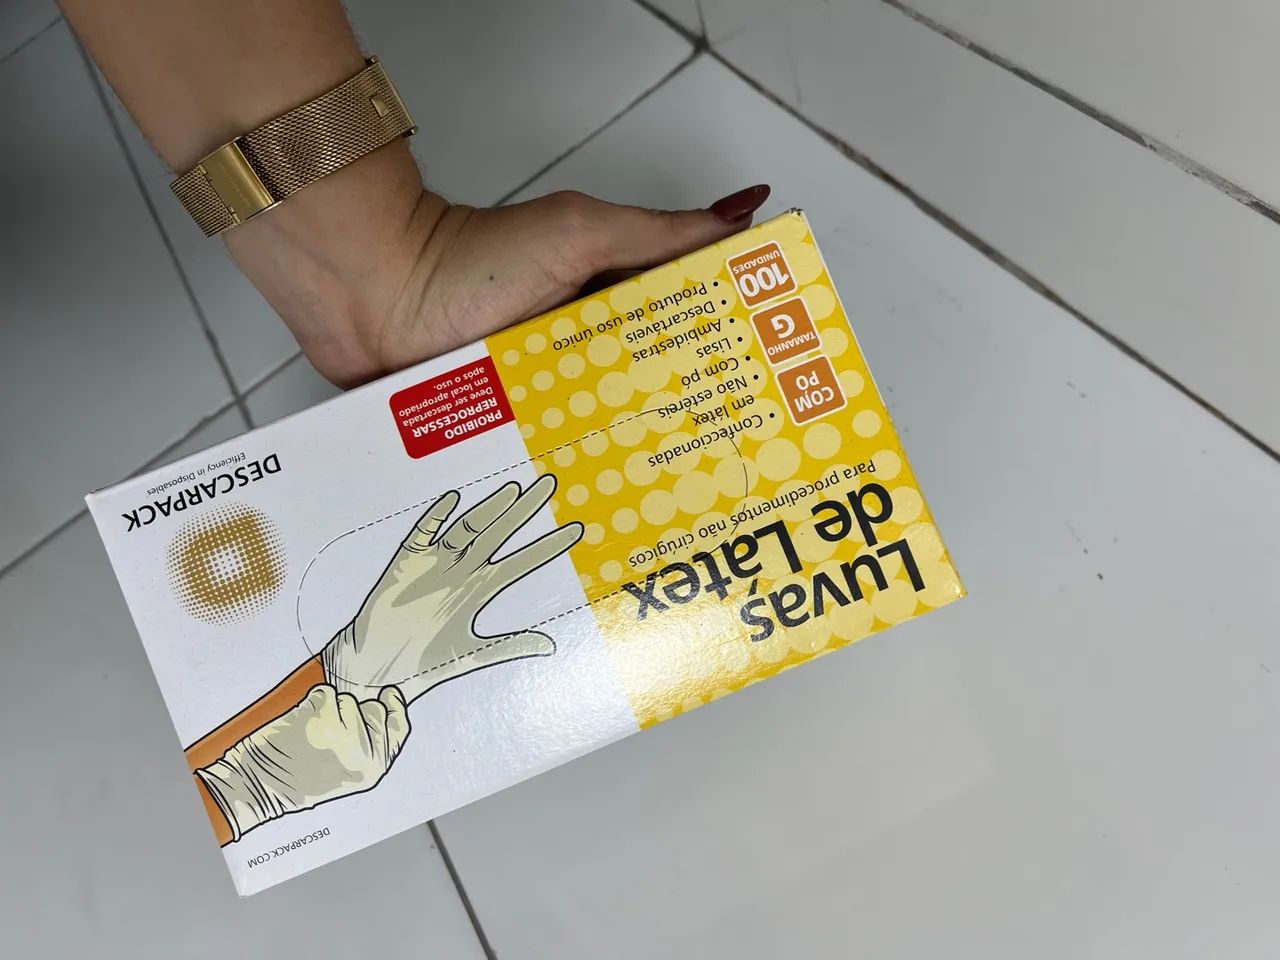 Luvas
de Látex
Para procedimentos não cirúgicos
• Confeccionadas
em látex
• Não estéreis
• Com pó
• Lisas
• Ambidestras
• Descartáveis
• Produto de uso único
COM
PÓ
TAMANHO
G
100
UNIDADES
PROIBIDO
REPROCESSAR
Deve ser descartada
em local apropriado
após o uso.
DESCARPACK
Efficiency in Disposables
DESCARPACK.COM